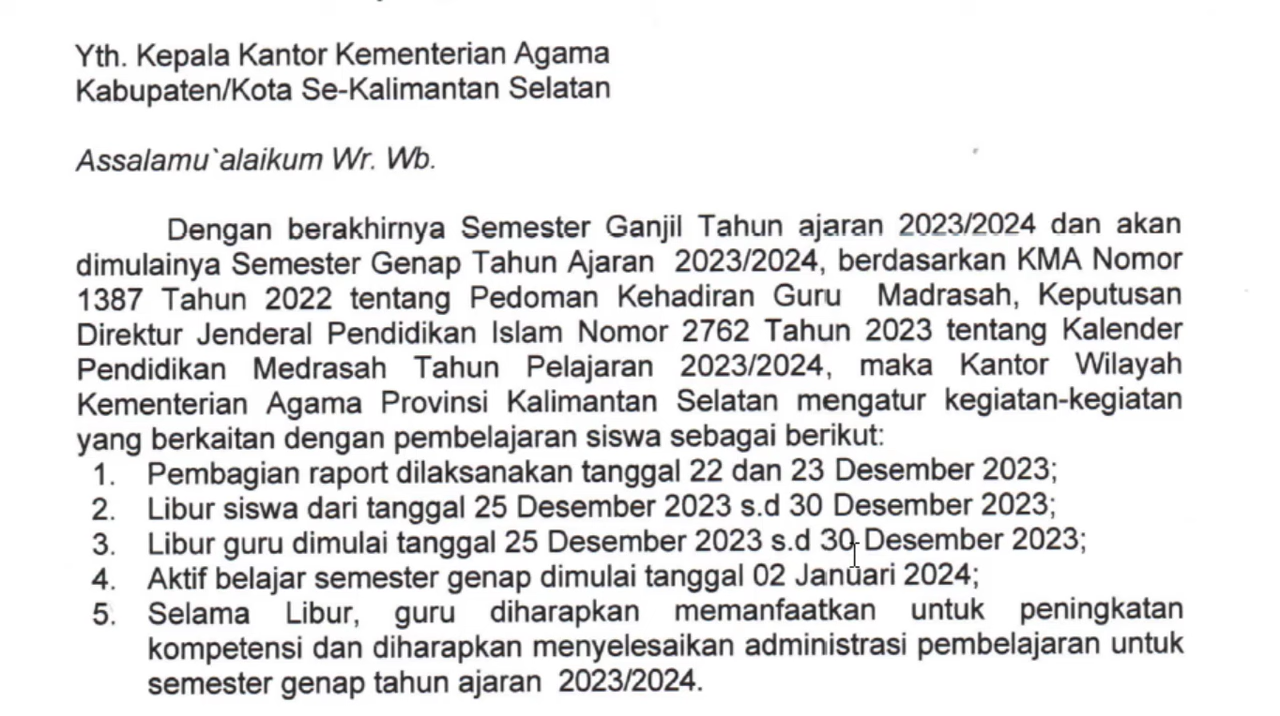 Yth. Kepala Kantor Kementerian Agama
Kabupaten/Kota Se-Kalimantan Selatan
Assalamu`alaikum Wr. Wb.
Dengan berakhirnya Semester Ganjil Tahun ajaran 2023/2024 dan akan
dimulainya Semester Genap Tahun Ajaran 2023/2024, berdasarkan KMA Nomor
1387 Tahun 2022 tentang Pedoman Kehadiran Guru Madrasah, Keputusan
Direktur Jenderal Pendidikan Islam Nomor 2762 Tahun 2023 tentang Kalender
Pendidikan Medrasah Tahun Pelajaran 2023/2024, maka Kantor Wilayah
Kementerian Agama Provinsi Kalimantan Selatan mengatur kegiatan-kegiatan
yang berkaitan dengan pembelajaran siswa sebagai berikut:
1. Pembagian raport dilaksanakan tanggal 22 dan 23 Desember 2023;
2. Libur siswa dari tanggal 25 Desember 2023 s.d 30 Desember 2023;
3. Libur guru dimulai tanggal 25 Desember 2023 s.d 30 Desember 2023;
4. Aktif belajar semester genap dimulai tanggal 02 Januari 2024;
5. Selama Libur, guru diharapkan memanfaatkan untuk peningkatan
kompetensi dan diharapkan menyelesaikan administrasi pembelajaran untuk
semester genap tahun ajaran 2023/2024.